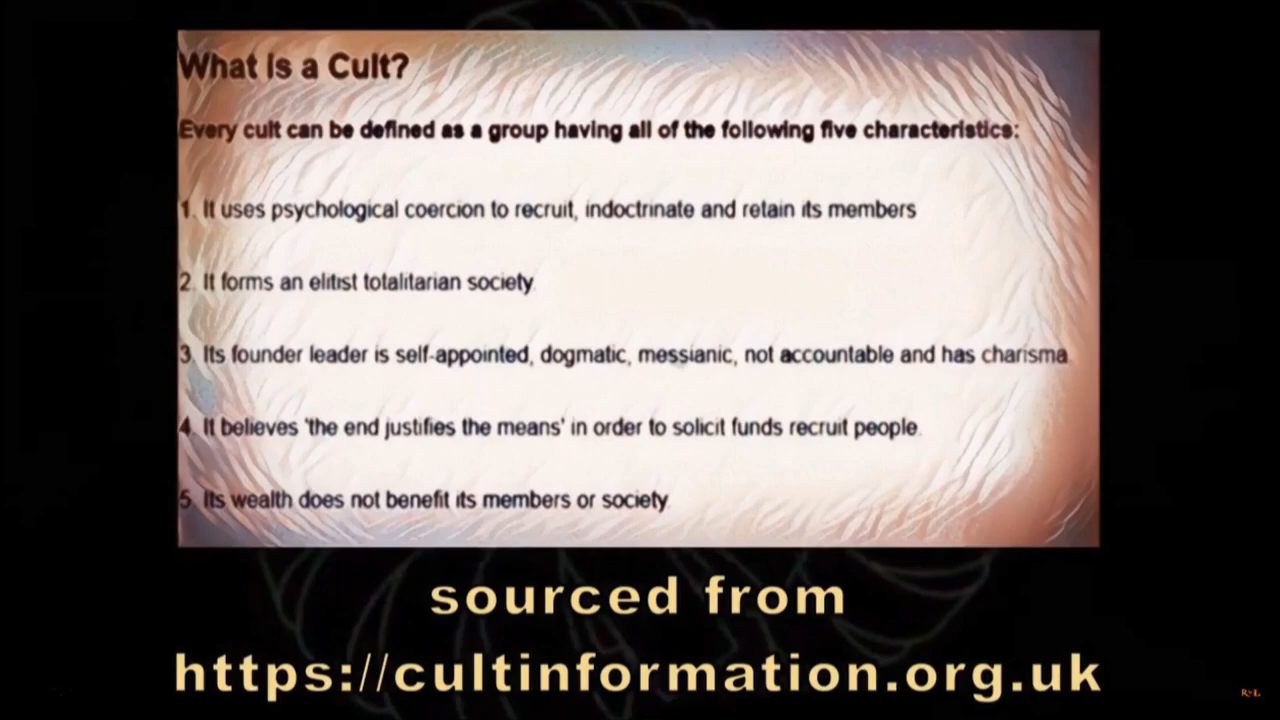 What Is a Cult?
Every cult can be defined as a group having all of the following five characteristics:
1. It uses psychological coercion to recruit, indoctrinate and retain its members
2. It forms an elitist totalitarian society.
3. Its founder leader is self-appointed, dogmatic, messianic, not accountable and has charisma.
4. It believes 'the end justifies the means' in order to solicit funds recruit people.
5. Its wealth does not benefit its members or society.
sourced from
https://cultinformation.org.uk